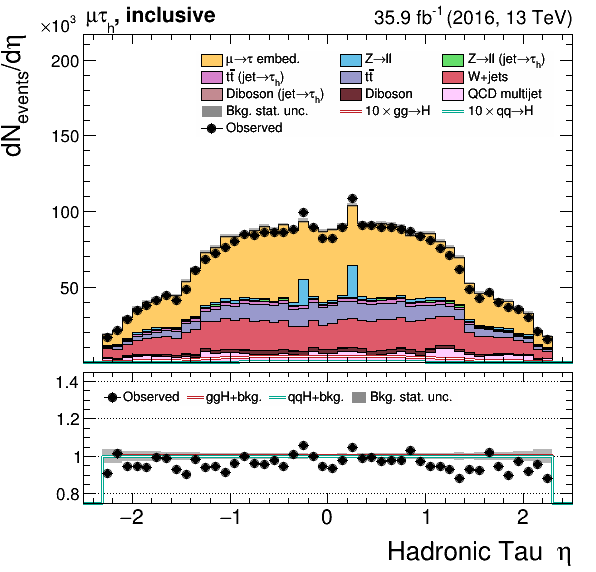 μτₕ, inclusive 35.9 fb⁻¹ (2016, 13 TeV)
×10³
dN_events/dη
μ→τ embed. Z→ll Z→ll (jet→τₕ)
tt̄ (jet→τₕ) tt̄ W+jets
Diboson (jet→τₕ) Diboson QCD multijet
Bkg. stat. unc. 10×gg→H 10×qq→H
Observed
200
150
100
50
Observed ggH+bkg. qqH+bkg. Bkg. stat. unc.
1.4
1.2
1
0.8
−2 −1 0 1 2
Hadronic Tau η